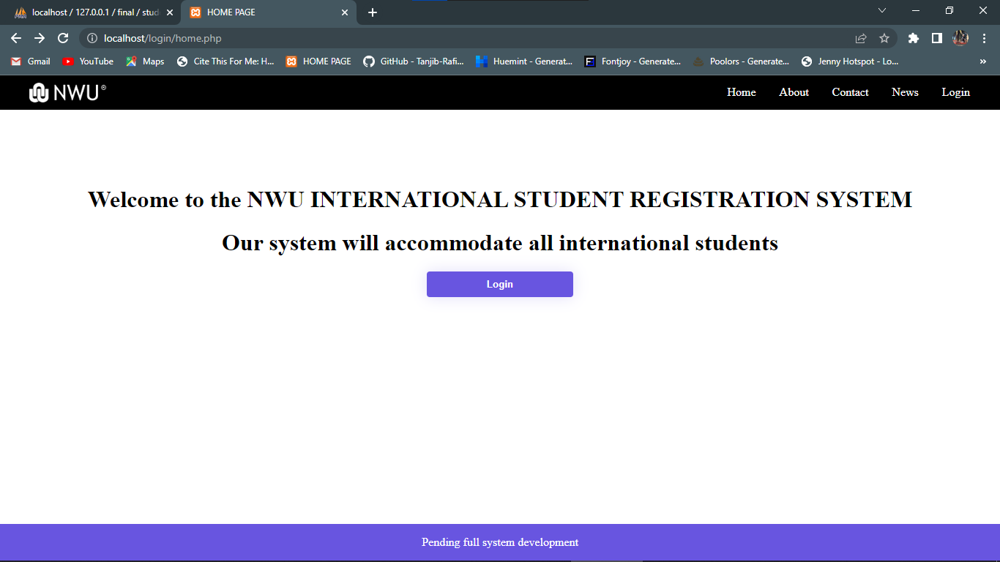 localhost / 127.0.0.1 / final / stud
HOME PAGE
localhost/login/home.php
Gmail
YouTube
Maps
Cite This For Me: H...
HOME PAGE
GitHub - Tanjib-Rafi...
Huemint - Generat...
Fontjoy - Generate...
Poolors - Generate...
Jenny Hotspot - Lo...
NWU®
Home
About
Contact
News
Login
Welcome to the NWU INTERNATIONAL STUDENT REGISTRATION SYSTEM
Our system will accommodate all international students
Login
Pending full system development